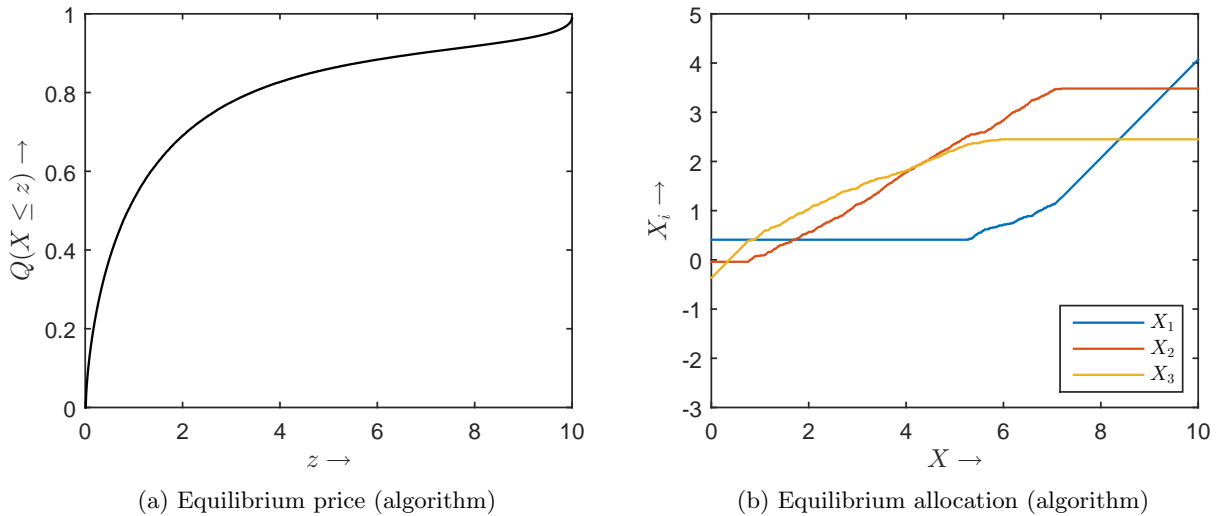 1
0.8
0.6
0.4
0.2
0
Q(X ≤ z) →
0 2 4 6 8 10
z →
(a) Equilibrium price (algorithm)
5
4
3
2
1
0
-1
-2
-3
X_i →
X_1
X_2
X_3
0 2 4 6 8 10
X →
(b) Equilibrium allocation (algorithm)